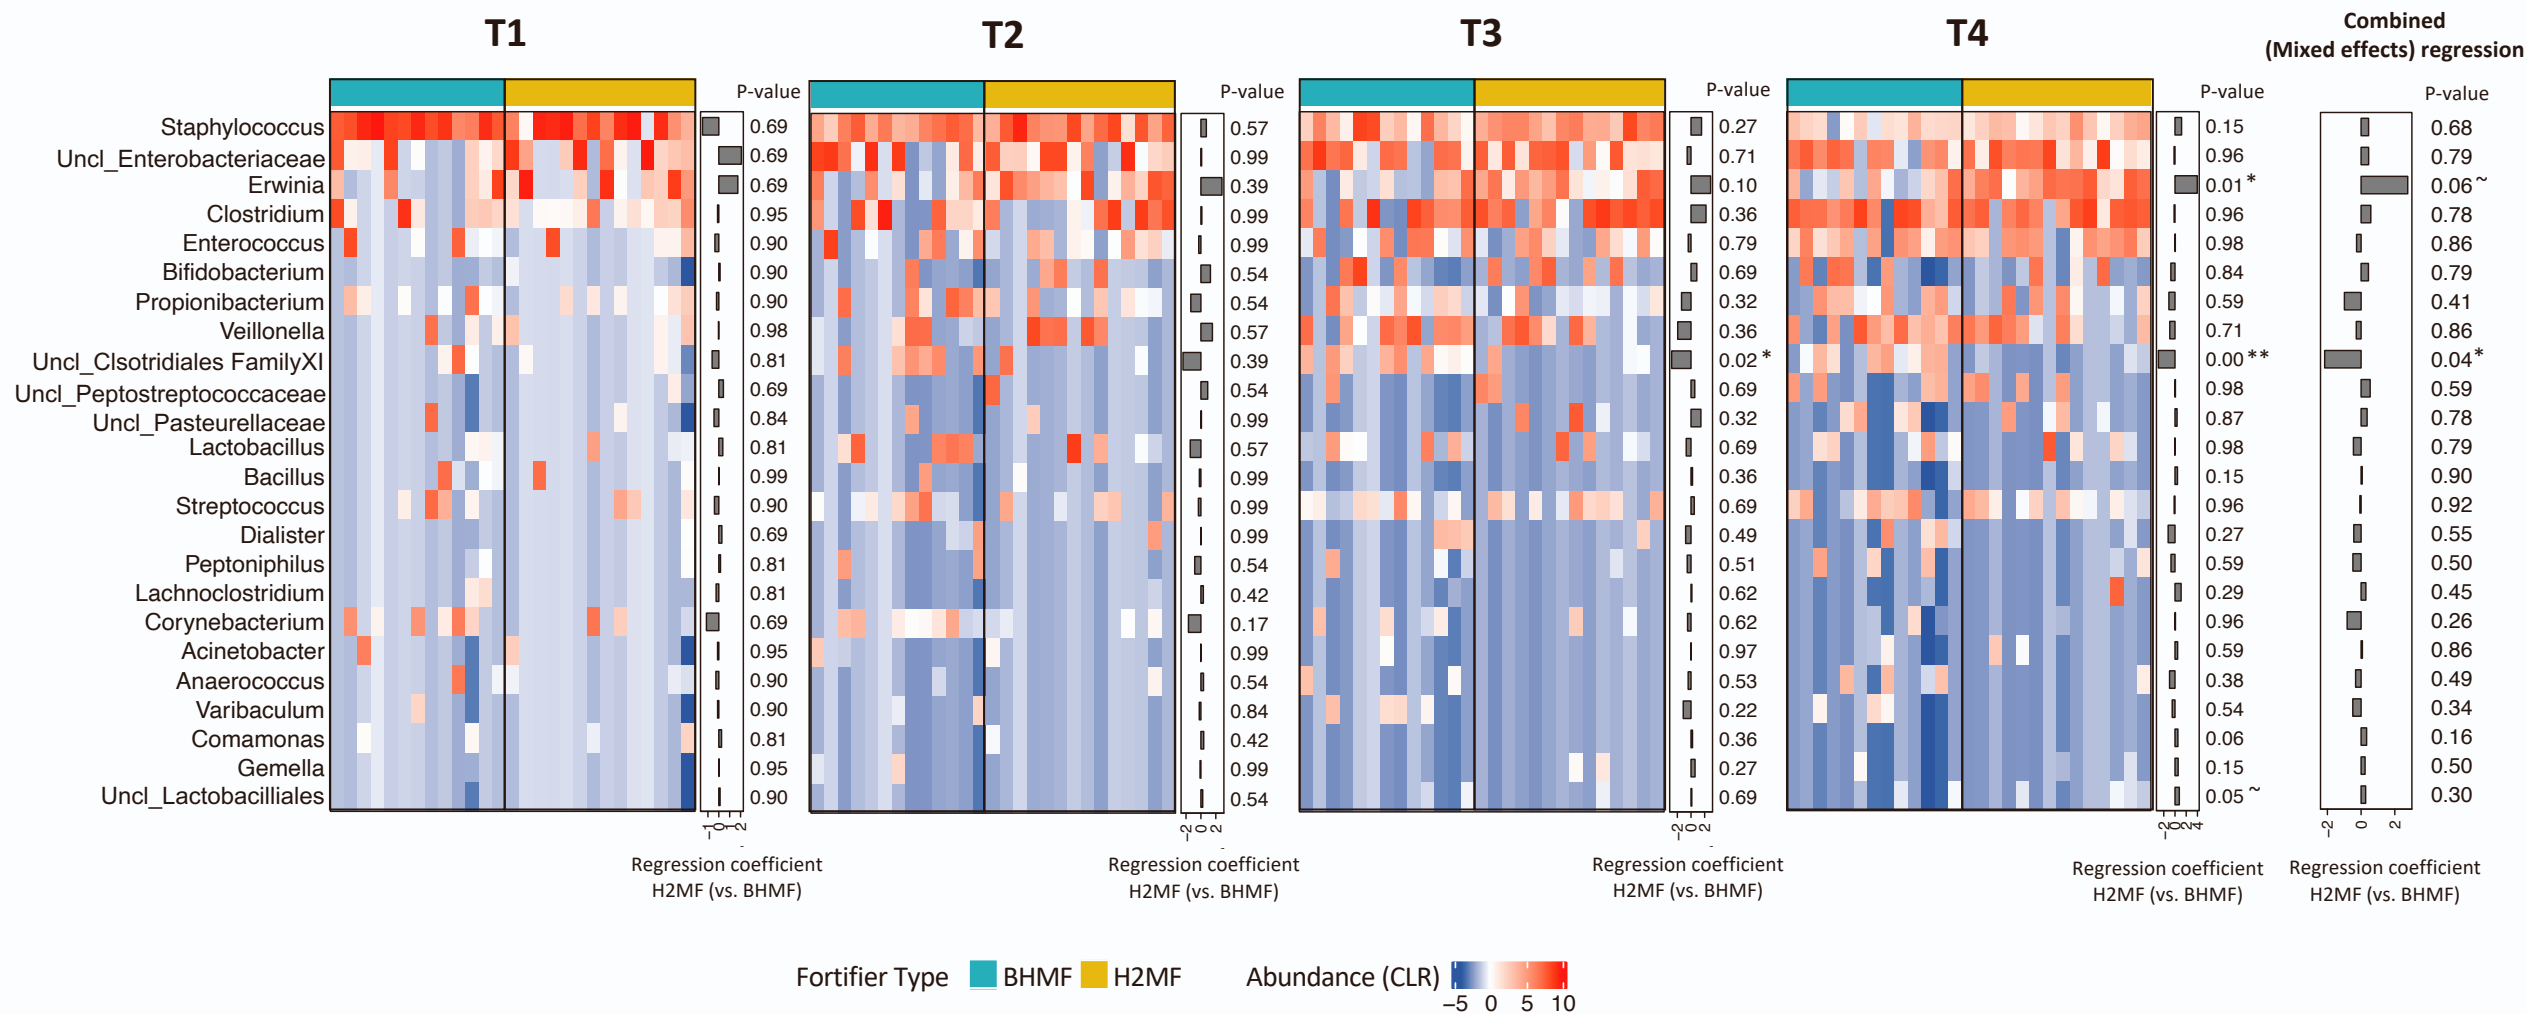 T1 T2 T3 T4 Combined
(Mixed effects) regression
P-value P-value P-value P-value P-value
Staphylococcus 0.69 0.57 0.27 0.15 0.68
Uncl_Enterobacteriaceae 0.69 0.99 0.71 0.96 0.79
Erwinia 0.69 0.39 0.10 0.01 * 0.06 ~
Clostridium 0.95 0.99 0.36 0.96 0.78
Enterococcus 0.90 0.99 0.79 0.98 0.86
Bifidobacterium 0.90 0.54 0.69 0.84 0.79
Propionibacterium 0.90 0.54 0.32 0.59 0.41
Veillonella 0.98 0.57 0.36 0.71 0.86
Uncl_Clsotridiales FamilyXI 0.81 0.39 0.02 * 0.00 ** 0.04 *
Uncl_Peptostreptococcaceae 0.69 0.54 0.69 0.98 0.59
Uncl_Pasteurellaceae 0.84 0.99 0.32 0.87 0.78
Lactobacillus 0.81 0.57 0.69 0.98 0.79
Bacillus 0.99 0.99 0.36 0.15 0.90
Streptococcus 0.90 0.99 0.69 0.96 0.92
Dialister 0.69 0.99 0.49 0.27 0.55
Peptoniphilus 0.81 0.54 0.51 0.59 0.50
Lachnoclostridium 0.81 0.42 0.62 0.29 0.45
Corynebacterium 0.69 0.17 0.62 0.96 0.26
Acinetobacter 0.95 0.99 0.97 0.59 0.86
Anaerococcus 0.90 0.54 0.53 0.38 0.49
Varibaculum 0.90 0.84 0.22 0.54 0.34
Comamonas 0.81 0.42 0.36 0.06 0.16
Gemella 0.95 0.99 0.27 0.15 0.50
Uncl_Lactobacilliales 0.90 0.54 0.69 0.05 ~ 0.30
−1 0 1 2 −2 0 2 −2 0 2 −2 0 2 4 −2 0 2
Regression coefficient Regression coefficient Regression coefficient Regression coefficient Regression coefficient
H2MF (vs. BHMF) H2MF (vs. BHMF) H2MF (vs. BHMF) H2MF (vs. BHMF) H2MF (vs. BHMF)
Fortifier Type BHMF H2MF Abundance (CLR)
−5 0 5 10